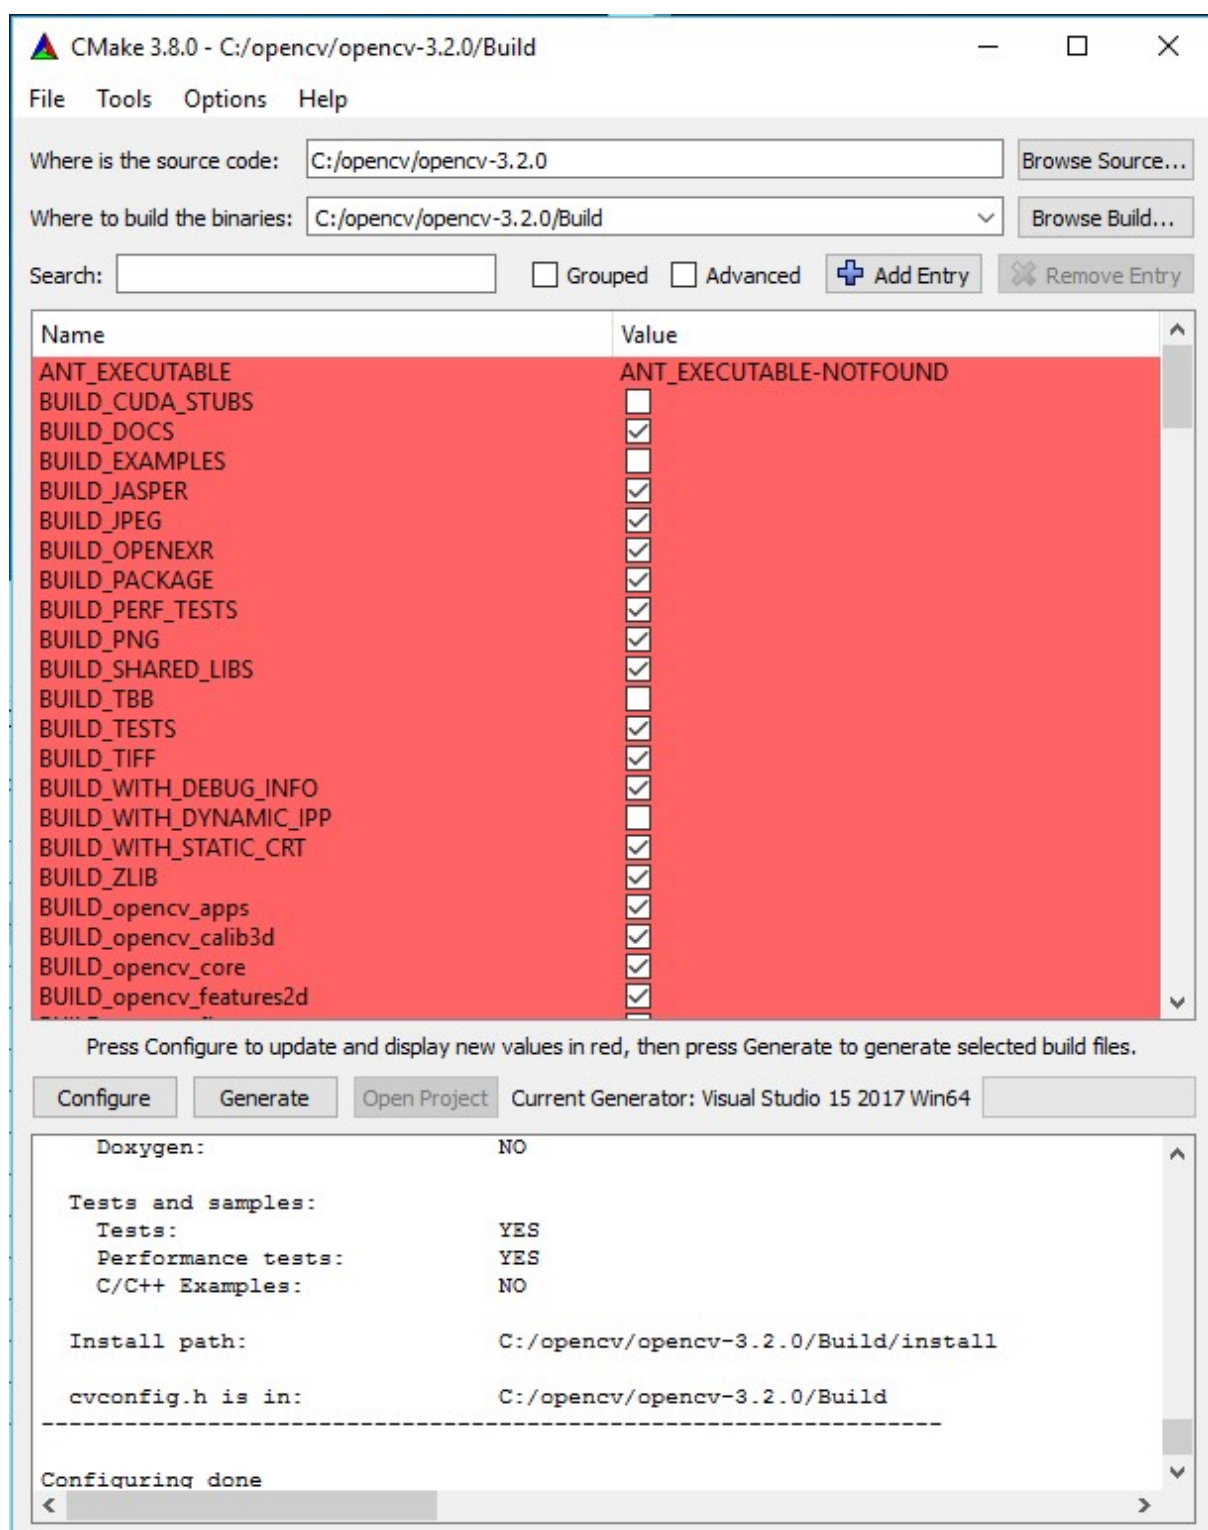 CMake 3.8.0 - C:/opencv/opencv-3.2.0/Build
File Tools Options Help
Where is the source code: C:/opencv/opencv-3.2.0 Browse Source...
Where to build the binaries: C:/opencv/opencv-3.2.0/Build Browse Build...
Search: Grouped Advanced Add Entry Remove Entry
Name Value
ANT_EXECUTABLE ANT_EXECUTABLE-NOTFOUND
BUILD_CUDA_STUBS
BUILD_DOCS
BUILD_EXAMPLES
BUILD_JASPER
BUILD_JPEG
BUILD_OPENEXR
BUILD_PACKAGE
BUILD_PERF_TESTS
BUILD_PNG
BUILD_SHARED_LIBS
BUILD_TBB
BUILD_TESTS
BUILD_TIFF
BUILD_WITH_DEBUG_INFO
BUILD_WITH_DYNAMIC_IPP
BUILD_WITH_STATIC_CRT
BUILD_ZLIB
BUILD_opencv_apps
BUILD_opencv_calib3d
BUILD_opencv_core
BUILD_opencv_features2d
Press Configure to update and display new values in red, then press Generate to generate selected build files.
Configure Generate Open Project Current Generator: Visual Studio 15 2017 Win64
Doxygen: NO
Tests and samples:
Tests: YES
Performance tests: YES
C/C++ Examples: NO
Install path: C:/opencv/opencv-3.2.0/Build/install
cvconfig.h is in: C:/opencv/opencv-3.2.0/Build
-----------------------------------------------------------------
Configuring done